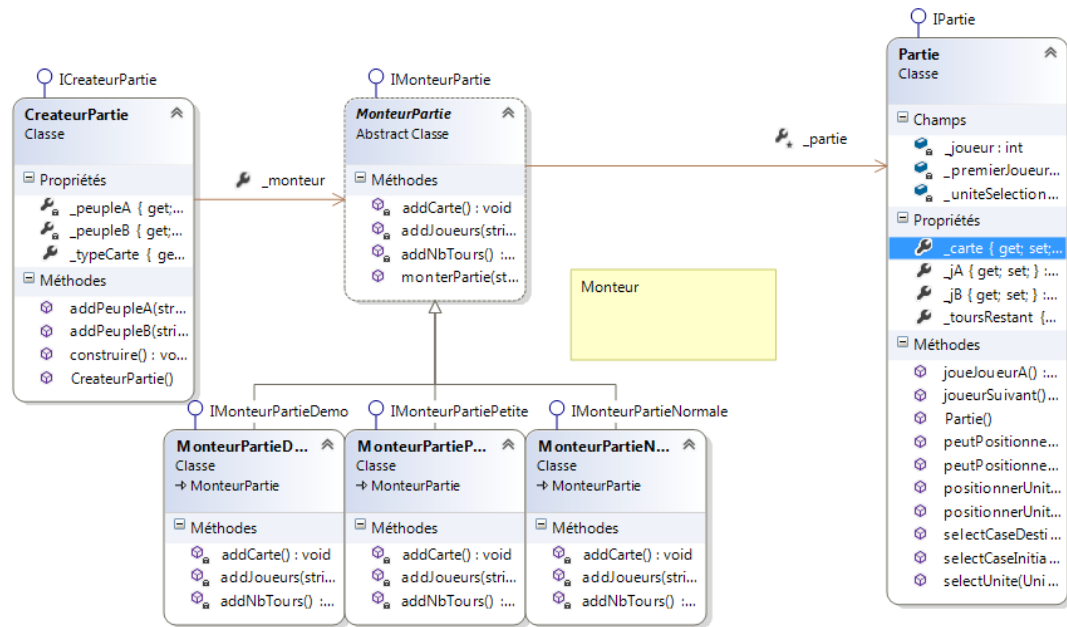 ICreateurPartie
CreateurPartie
Classe
Propriétés
_peupleA { get;...
_peupleB { get;...
_typeCarte { ge...
Méthodes
addPeupleA(str...
addPeupleB(stri...
construire() : vo...
CreateurPartie()
_monteur
IMonteurPartie
MonteurPartie
Abstract Classe
Méthodes
addCarte() : void
addJoueurs(stri...
addNbTours() :...
monterPartie(st...
_partie
Monteur
IPartie
Partie
Classe
Champs
_joueur : int
_premierJoueur...
_uniteSelection...
Propriétés
_carte { get; set;...
_jA { get; set; } :...
_jB { get; set; } :...
_toursRestant {...
Méthodes
joueJoueurA() :...
joueurSuivant()...
Partie()
peutPositionne...
peutPositionne...
positionnerUnit...
positionnerUnit...
selectCaseDesti...
selectCaseInitia...
selectUnite(Uni...
IMonteurPartieDemo
MonteurPartieD...
Classe
MonteurPartie
Méthodes
addCarte() : void
addJoueurs(stri...
addNbTours() :...
IMonteurPartiePetite
MonteurPartieP...
Classe
MonteurPartie
Méthodes
addCarte() : void
addJoueurs(stri...
addNbTours() :...
IMonteurPartieNormale
MonteurPartieN...
Classe
MonteurPartie
Méthodes
addCarte() : void
addJoueurs(stri...
addNbTours() :...